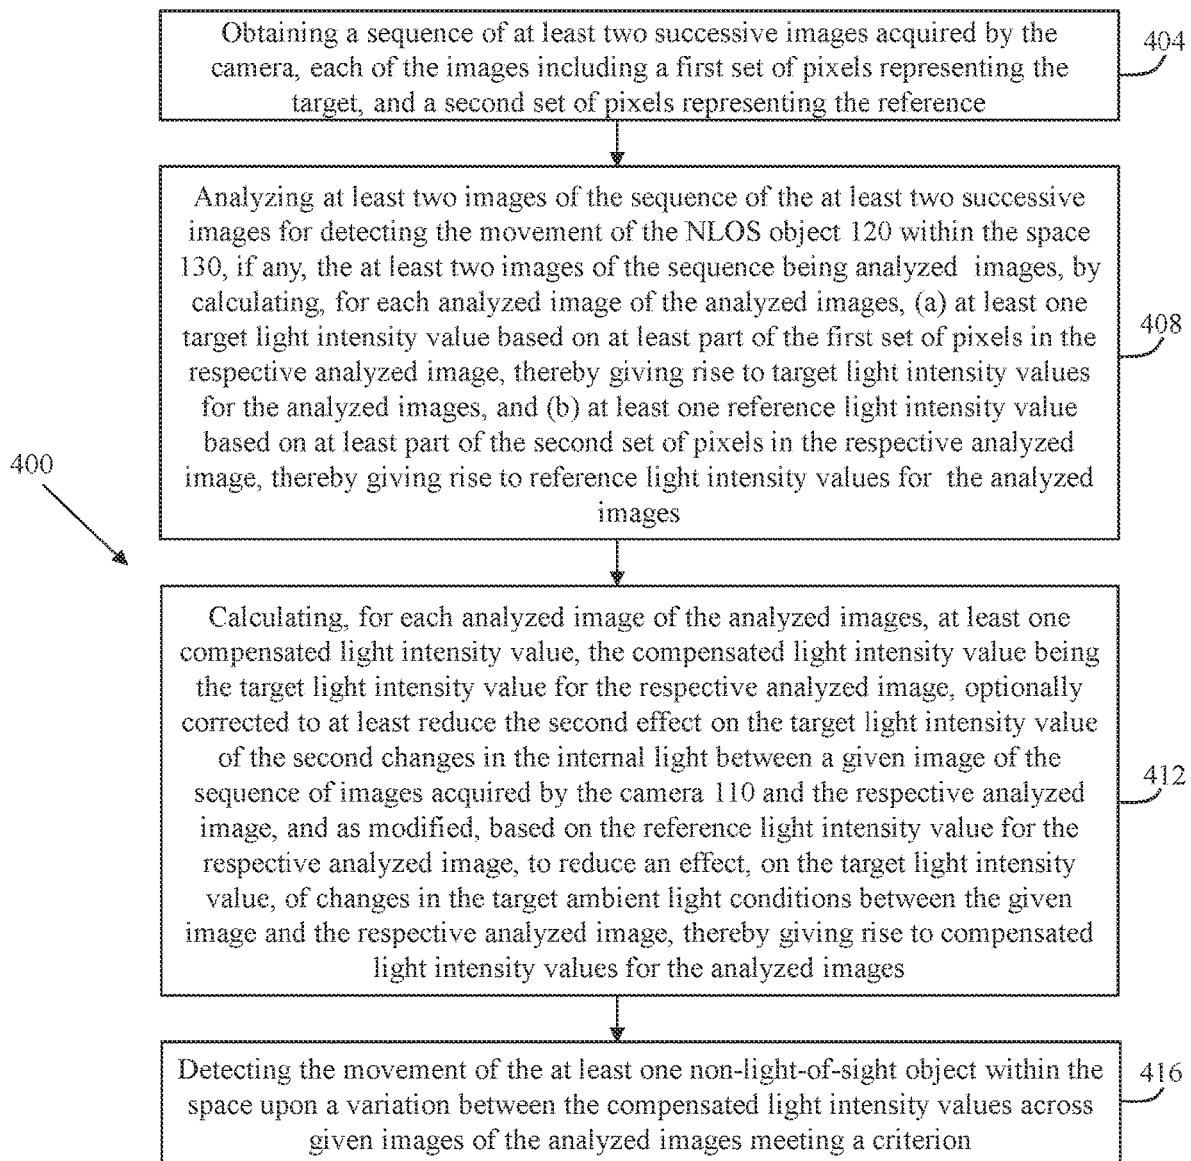 Obtaining a sequence of at least two successive images acquired by the
camera, each of the images including a first set of pixels representing the
target, and a second set of pixels representing the reference
404
Analyzing at least two images of the sequence of the at least two successive
images for detecting the movement of the NLOS object 120 within the space
130, if any, the at least two images of the sequence being analyzed images, by
calculating, for each analyzed image of the analyzed images, (a) at least one
target light intensity value based on at least part of the first set of pixels in the
respective analyzed image, thereby giving rise to target light intensity values
for the analyzed images, and (b) at least one reference light intensity value
based on at least part of the second set of pixels in the respective analyzed
image, thereby giving rise to reference light intensity values for the analyzed
images
408
400
Calculating, for each analyzed image of the analyzed images, at least one
compensated light intensity value, the compensated light intensity value being
the target light intensity value for the respective analyzed image, optionally
corrected to at least reduce the second effect on the target light intensity value
of the second changes in the internal light between a given image of the
sequence of images acquired by the camera 110 and the respective analyzed
image, and as modified, based on the reference light intensity value for the
respective analyzed image, to reduce an effect, on the target light intensity
value, of changes in the target ambient light conditions between the given
image and the respective analyzed image, thereby giving rise to compensated
light intensity values for the analyzed images
412
Detecting the movement of the at least one non-light-of-sight object within the
space upon a variation between the compensated light intensity values across
given images of the analyzed images meeting a criterion
416